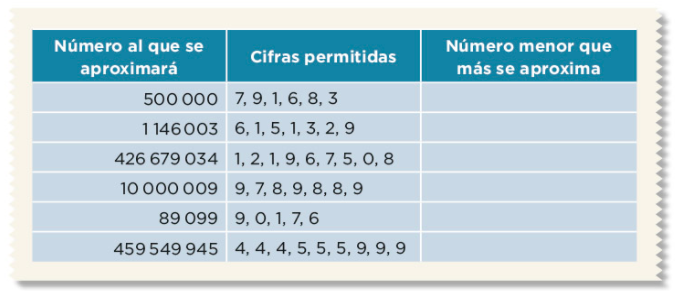 Número al que se aproximará Cifras permitidas Número menor que más se aproxima
500 000 7, 9, 1, 6, 8, 3
1 146 003 6, 1, 5, 1, 3, 2, 9
426 679 034 1, 2, 1, 9, 6, 7, 5, 0, 8
10 000 009 9, 7, 8, 9, 8, 8, 9
89 099 9, 0, 1, 7, 6
459 549 945 4, 4, 4, 5, 5, 5, 9, 9, 9